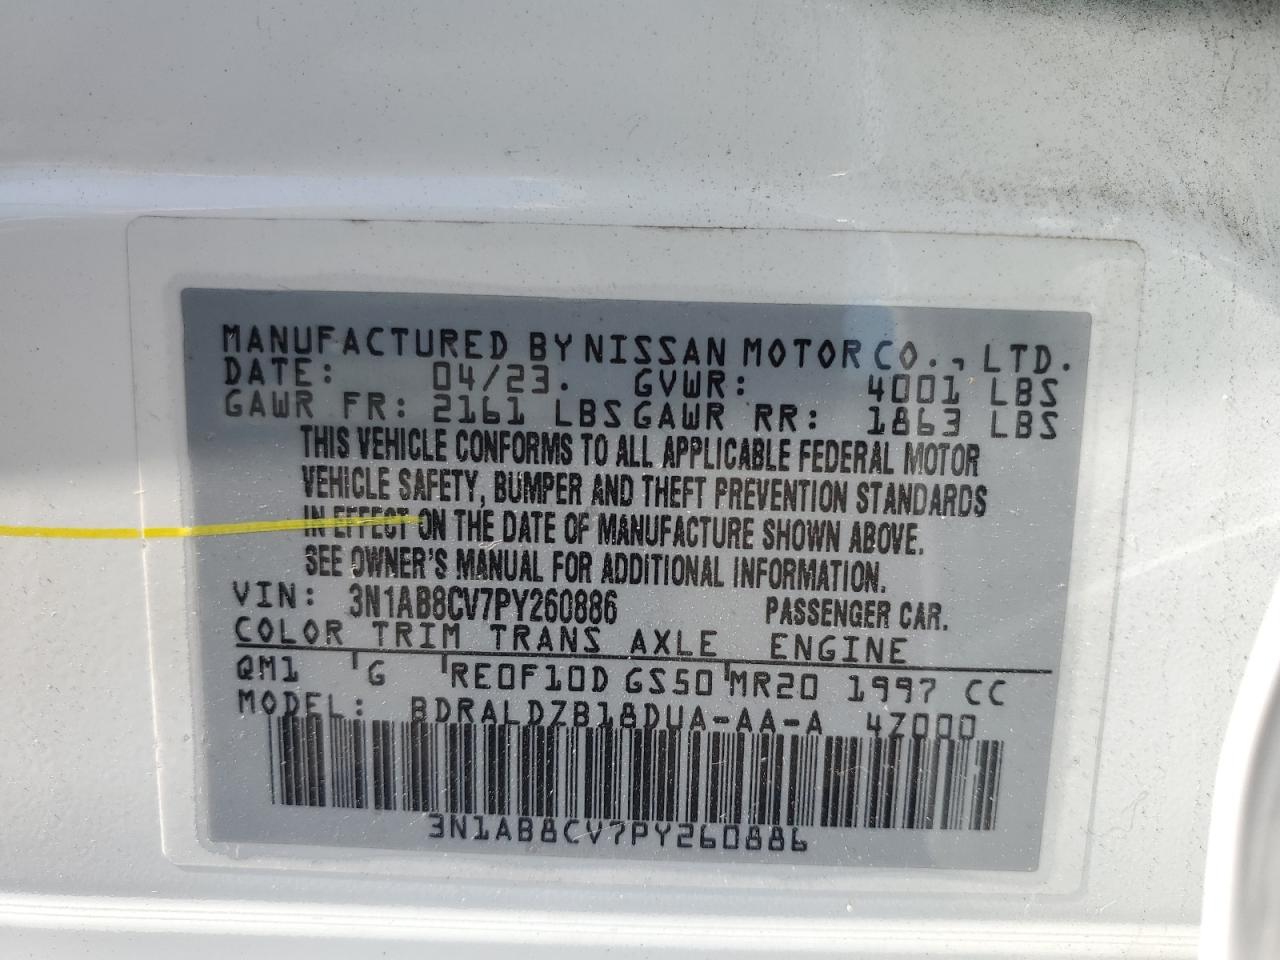 MANUFACTURED BY NISSAN MOTOR CO., LTD.
DATE: 04/23. GVWR: 4001 LBS
GAWR FR: 2161 LBS GAWR RR: 1863 LBS
THIS VEHICLE CONFORMS TO ALL APPLICABLE FEDERAL MOTOR
VEHICLE SAFETY, BUMPER AND THEFT PREVENTION STANDARDS
IN EFFECT ON THE DATE OF MANUFACTURE SHOWN ABOVE.
SEE OWNER'S MANUAL FOR ADDITIONAL INFORMATION.
VIN: 3N1AB8CV7PY260886 PASSENGER CAR.
COLOR TRIM TRANS AXLE ENGINE
QM1 G RE0F10D GS50 MR20 1997 CC
MODEL: BDRALDZB18DUA-AA-A 4Z000
3N1AB8CV7PY260886